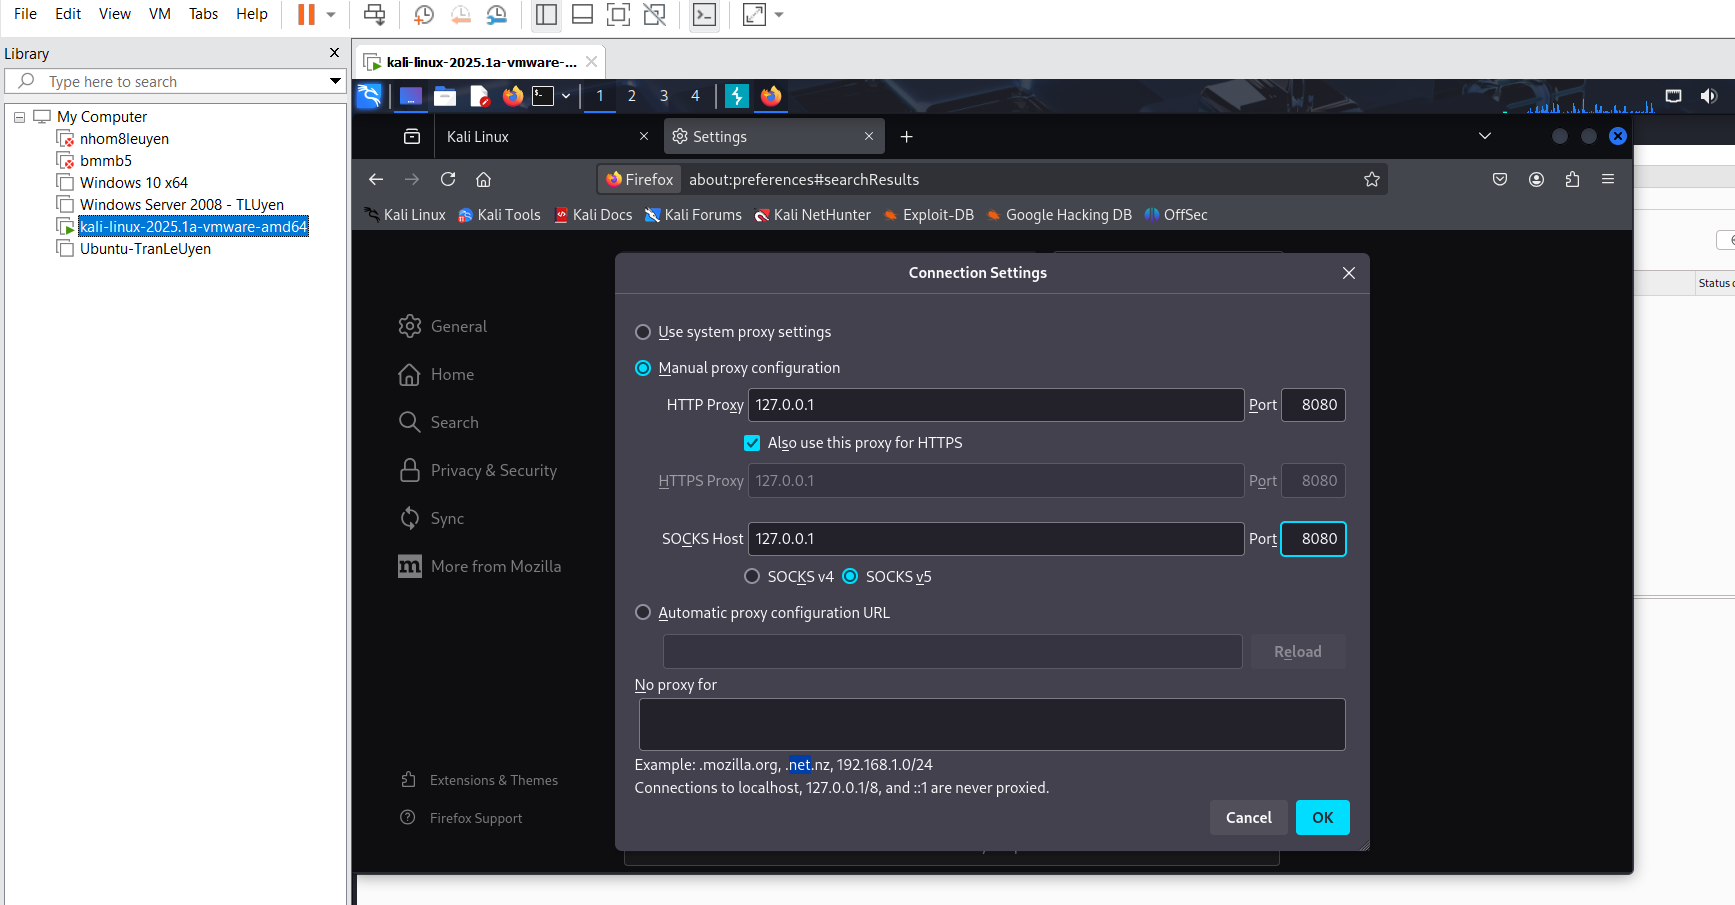 File Edit View VM Tabs Help
Library
Type here to search
My Computer
nhom8leuyen
bmmb5
Windows 10 x64
Windows Server 2008 - TLUyen
kali-linux-2025.1a-vmware-amd64
Ubuntu-TranLeUyen
kali-linux-2025.1a-vmware-...
1 2 3 4
Kali Linux
Settings
Firefox about:preferences#searchResults
Kali Linux Kali Tools Kali Docs Kali Forums Kali NetHunter Exploit-DB Google Hacking DB OffSec
General
Home
Search
Privacy & Security
Sync
More from Mozilla
Extensions & Themes
Firefox Support
Connection Settings
Use system proxy settings
Manual proxy configuration
HTTP Proxy 127.0.0.1 Port 8080
Also use this proxy for HTTPS
HTTPS Proxy 127.0.0.1 Port 8080
SOCKS Host 127.0.0.1 Port 8080
SOCKS v4 SOCKS v5
Automatic proxy configuration URL
Reload
No proxy for
Example: .mozilla.org, .net.nz, 192.168.1.0/24
Connections to localhost, 127.0.0.1/8, and ::1 are never proxied.
Cancel OK
Status